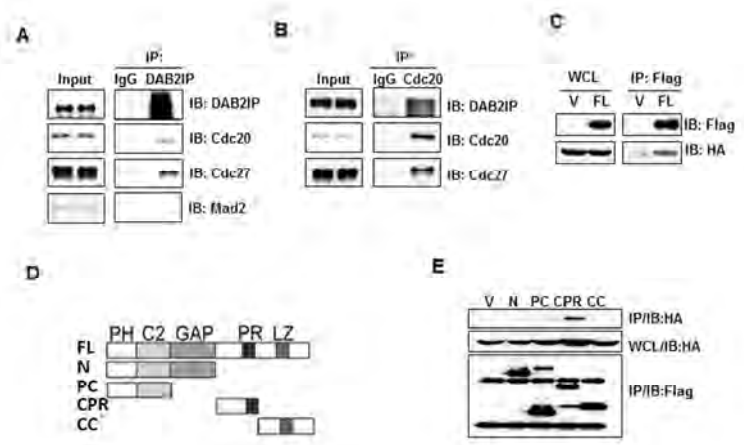 A
IP:
Input IgG DAB2IP
IB: DAB2IP
IB: Cdc20
IB: Cdc27
IB: Mad2
B
IP:
Input IgG Cdc20
IB: DAB2IP
IB: Cdc20
IB: Cdc27
C
WCL IP: Flag
V FL V FL
IB: Flag
IB: HA
D
PH C2 GAP PR LZ
FL
N
PC
CPR
CC
E
V N PC CPR CC
IP/IB:HA
WCL/IB:HA
IP/IB:Flag